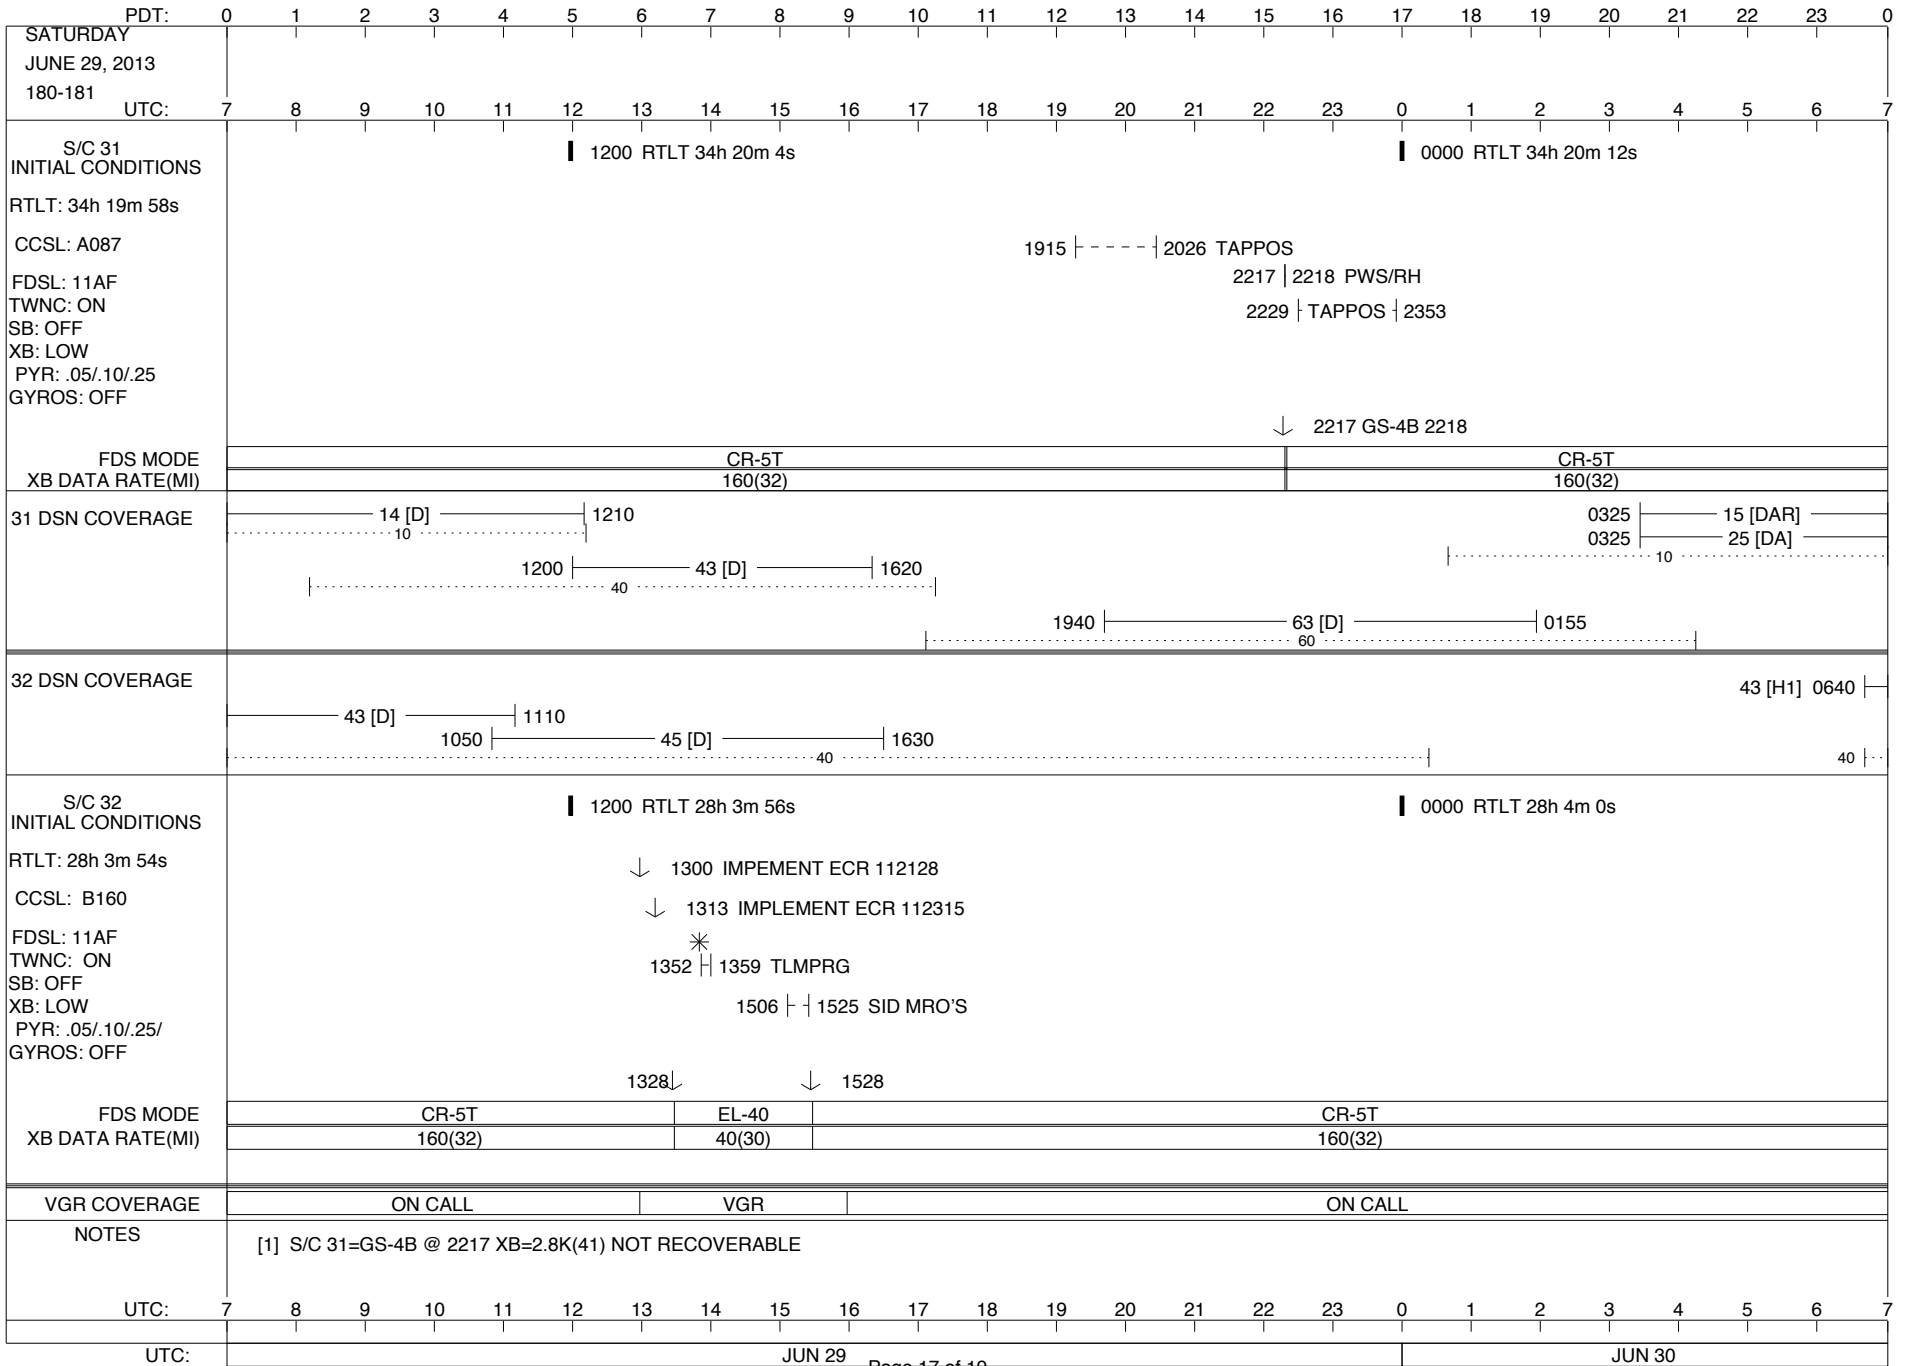 PDT: 0 1 2 3 4 5 6 7 8 9 10 11 12 13 14 15 16 17 18 19 20 21 22 23 0
SATURDAY
JUNE 29, 2013
180-181
UTC: 7 8 9 10 11 12 13 14 15 16 17 18 19 20 21 22 23 0 1 2 3 4 5 6 7
S/C 31
INITIAL CONDITIONS
1200 RTLT 34h 20m 4s
0000 RTLT 34h 20m 12s
RTLT: 34h 19m 58s
CCSL: A087
1915 2026 TAPPOS
FDSL: 11AF
2217 2218 PWS/RH
TWNC: ON
2229 TAPPOS 2353
SB: OFF
XB: LOW
PYR: .05/.10/.25
GYROS: OFF
2217 GS-4B 2218
FDS MODE CR-5T CR-5T
XB DATA RATE(MI) 160(32) 160(32)
31 DSN COVERAGE
14 [D] 1210
0325 15 [DAR]
10
0325 25 [DA]
10
1200 43 [D] 1620
40
1940 63 [D] 0155
60
32 DSN COVERAGE
43 [H1] 0640
43 [D] 1110
1050 45 [D] 1630
40
40
S/C 32
INITIAL CONDITIONS
1200 RTLT 28h 3m 56s
0000 RTLT 28h 4m 0s
RTLT: 28h 3m 54s
1300 IMPEMENT ECR 112128
CCSL: B160
1313 IMPLEMENT ECR 112315
FDSL: 11AF
TWNC: ON
1352 1359 TLMPRG
SB: OFF
XB: LOW
1506 1525 SID MRO'S
PYR: .05/.10/.25/
GYROS: OFF
1328 1528
FDS MODE CR-5T EL-40 CR-5T
XB DATA RATE(MI) 160(32) 40(30) 160(32)
VGR COVERAGE ON CALL VGR ON CALL
NOTES
[1] S/C 31=GS-4B @ 2217 XB=2.8K(41) NOT RECOVERABLE
UTC: 7 8 9 10 11 12 13 14 15 16 17 18 19 20 21 22 23 0 1 2 3 4 5 6 7
UTC: JUN 29 JUN 30
Page 17 of 19